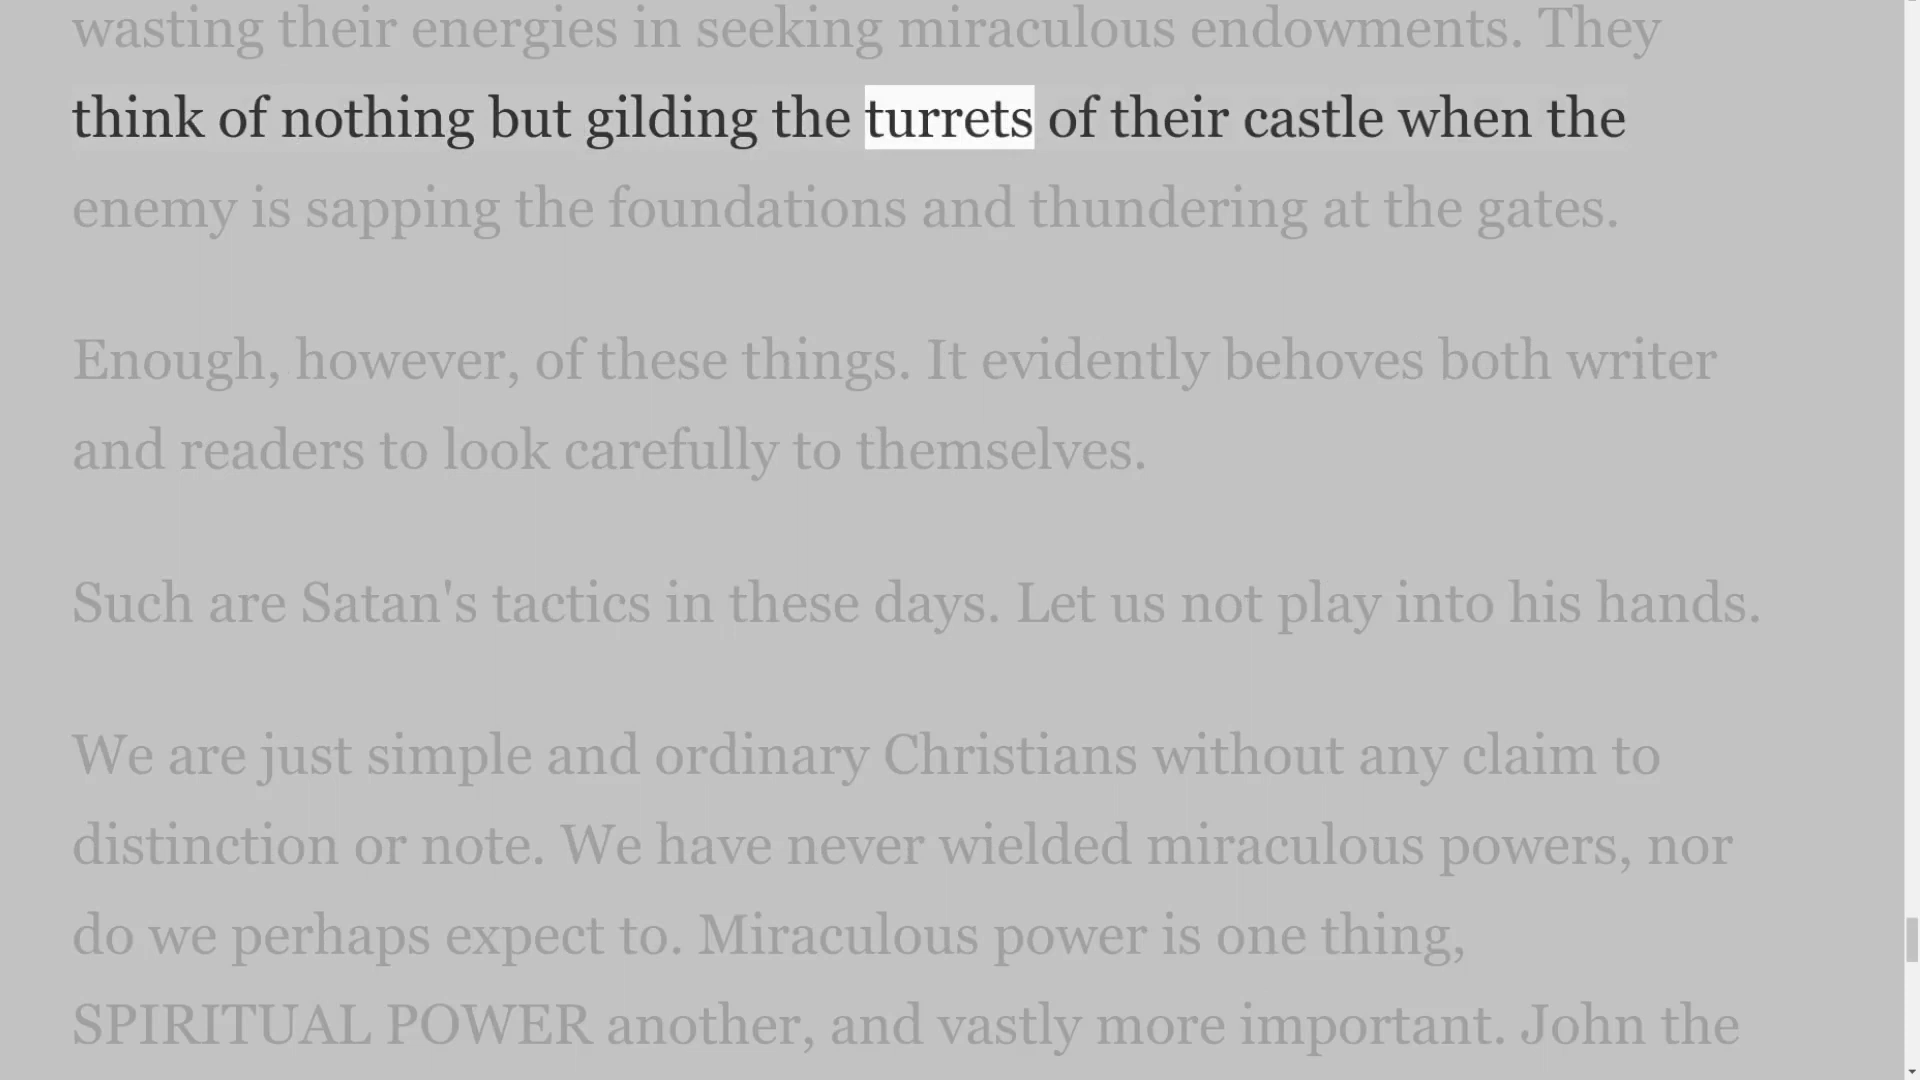 wasting their energies in seeking miraculous endowments. They
think of nothing but gilding the turrets of their castle when the
enemy is sapping the foundations and thundering at the gates.
Enough, however, of these things. It evidently behoves both writer
and readers to look carefully to themselves.
Such are Satan's tactics in these days. Let us not play into his hands.
We are just simple and ordinary Christians without any claim to
distinction or note. We have never wielded miraculous powers, nor
do we perhaps expect to. Miraculous power is one thing,
SPIRITUAL POWER another, and vastly more important. John the